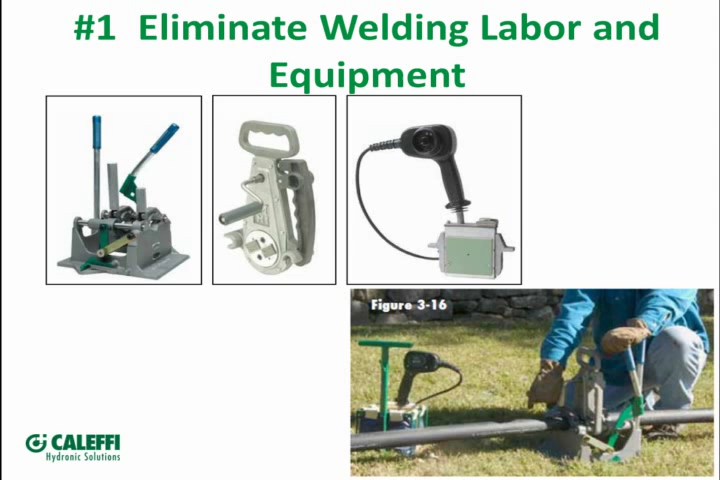 #1 Eliminate Welding Labor and
Equipment
Figure 3-16
CALEFFI
Hydronic Solutions